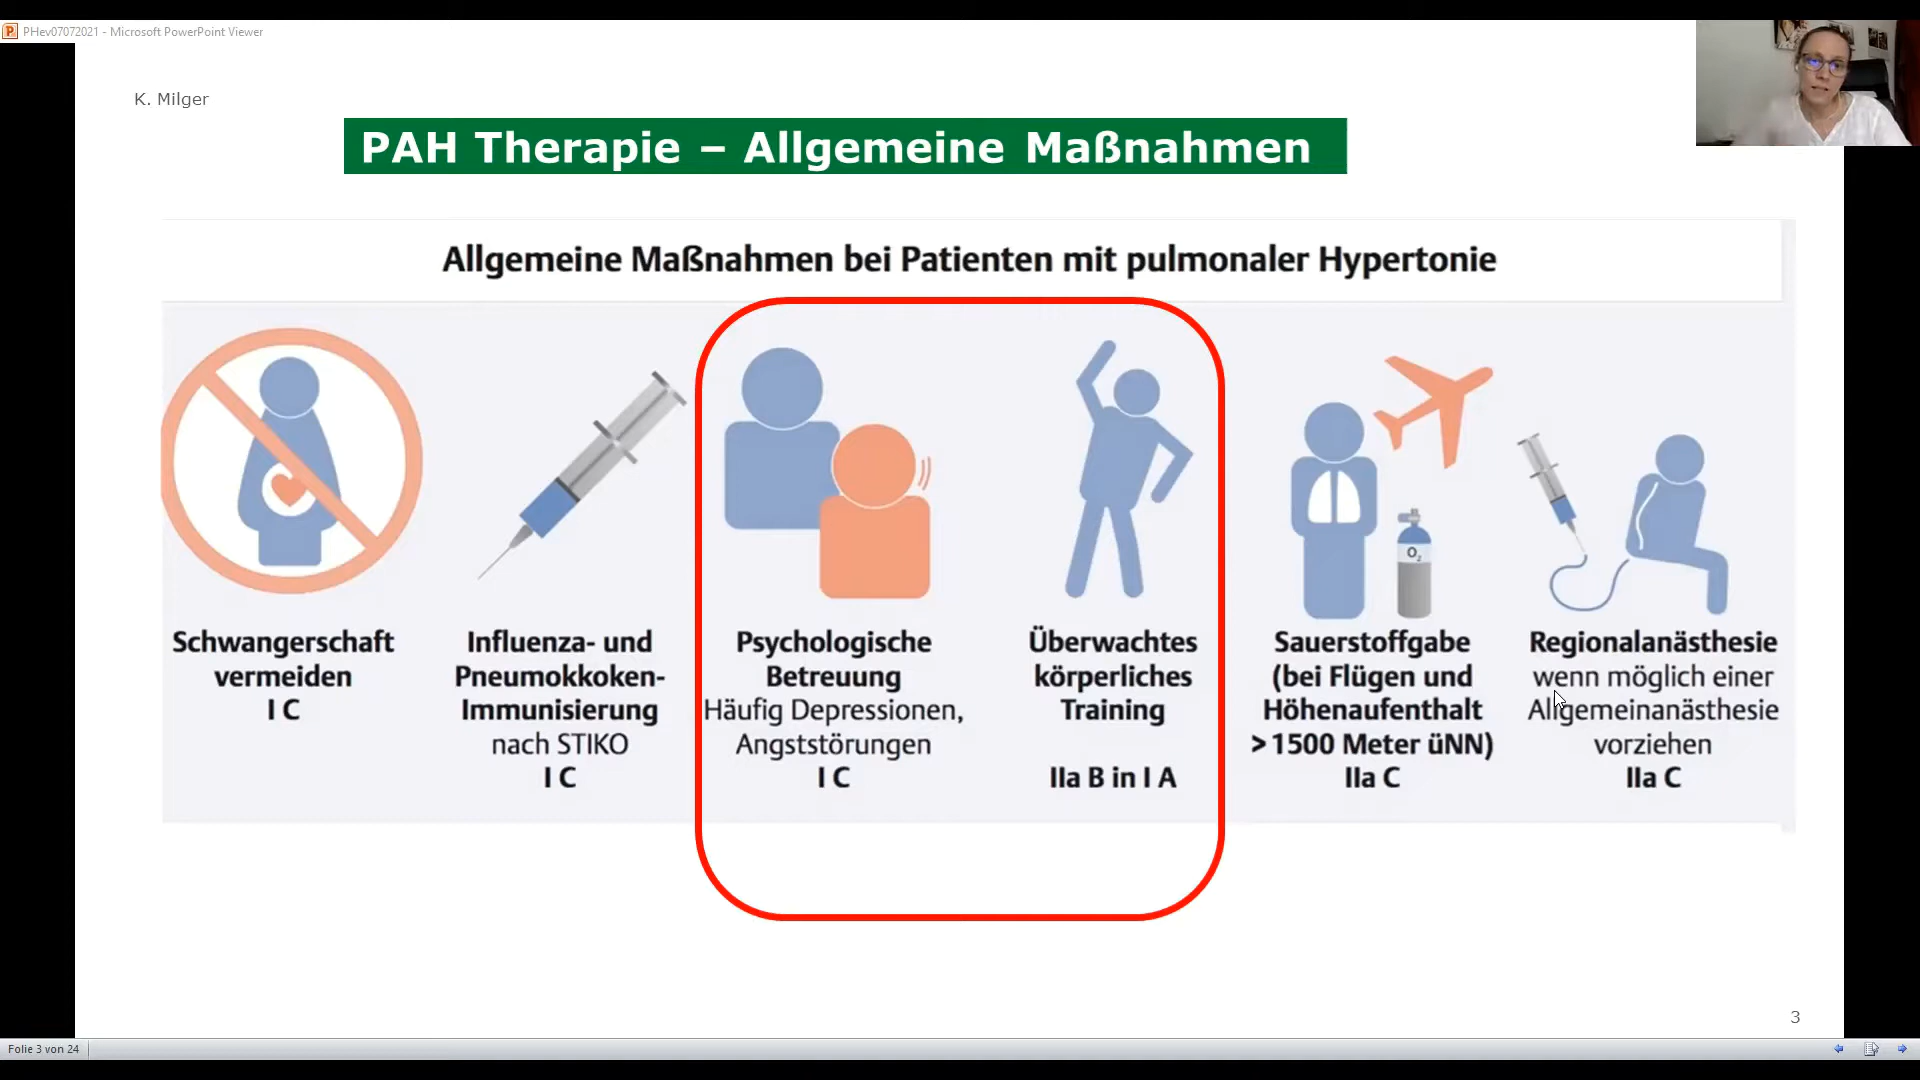 PHev07072021 - Microsoft PowerPoint Viewer
K. Milger
PAH Therapie – Allgemeine Maßnahmen
Allgemeine Maßnahmen bei Patienten mit pulmonaler Hypertonie
Schwangerschaft
vermeiden
I C
Influenza- und
Pneumokkoken-
Immunisierung
nach STIKO
I C
Psychologische
Betreuung
Häufig Depressionen,
Angststörungen
I C
Überwachtes
körperliches
Training
IIa B in I A
O2
Sauerstoffgabe
(bei Flügen und
Höhenaufenthalt
> 1500 Meter üNN)
IIa C
Regionalanästhesie
wenn möglich einer
Allgemeinanästhesie
vorziehen
IIa C
3
Folie 3 von 24